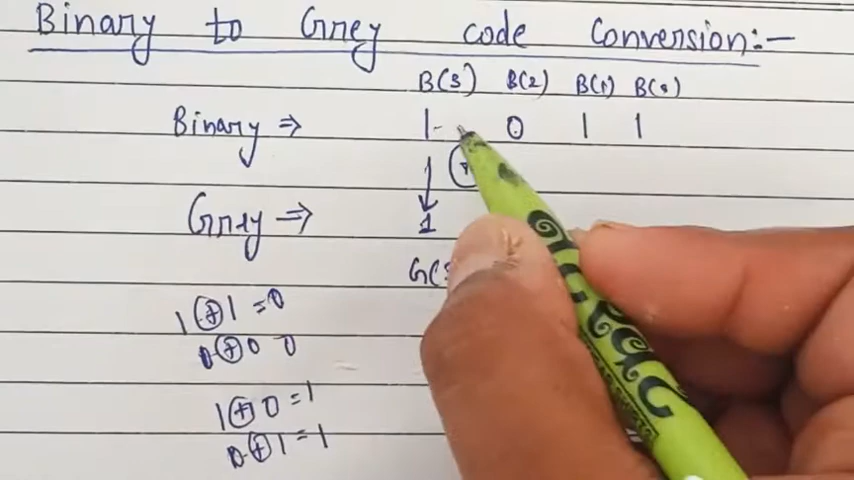 Binary to Grey code Conversion:-
B(3) B(2) B(1) B(0)
Binary ⇒ 1 0 1 1
Grey ⇒ 1
1 ⊕ 1 = 0
0 ⊕ 0 0
1 ⊕ 0 = 1
0 ⊕ 1 = 1